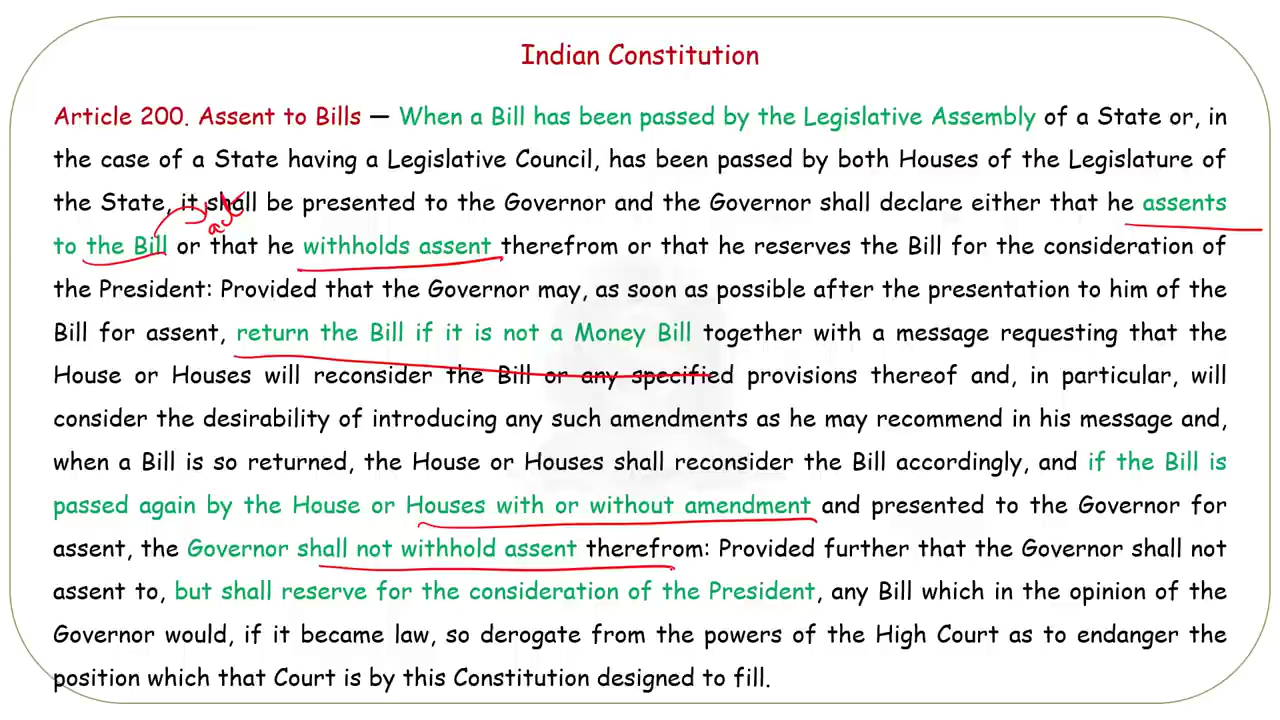 Indian Constitution
Article 200. Assent to Bills — When a Bill has been passed by the Legislative Assembly of a State or, in
the case of a State having a Legislative Council, has been passed by both Houses of the Legislature of
the State, it shall be presented to the Governor and the Governor shall declare either that he assents
act
to the Bill or that he withholds assent therefrom or that he reserves the Bill for the consideration of
the President: Provided that the Governor may, as soon as possible after the presentation to him of the
Bill for assent, return the Bill if it is not a Money Bill together with a message requesting that the
House or Houses will reconsider the Bill or any specified provisions thereof and, in particular, will
consider the desirability of introducing any such amendments as he may recommend in his message and,
when a Bill is so returned, the House or Houses shall reconsider the Bill accordingly, and if the Bill is
passed again by the House or Houses with or without amendment and presented to the Governor for
assent, the Governor shall not withhold assent therefrom: Provided further that the Governor shall not
assent to, but shall reserve for the consideration of the President, any Bill which in the opinion of the
Governor would, if it became law, so derogate from the powers of the High Court as to endanger the
position which that Court is by this Constitution designed to fill.